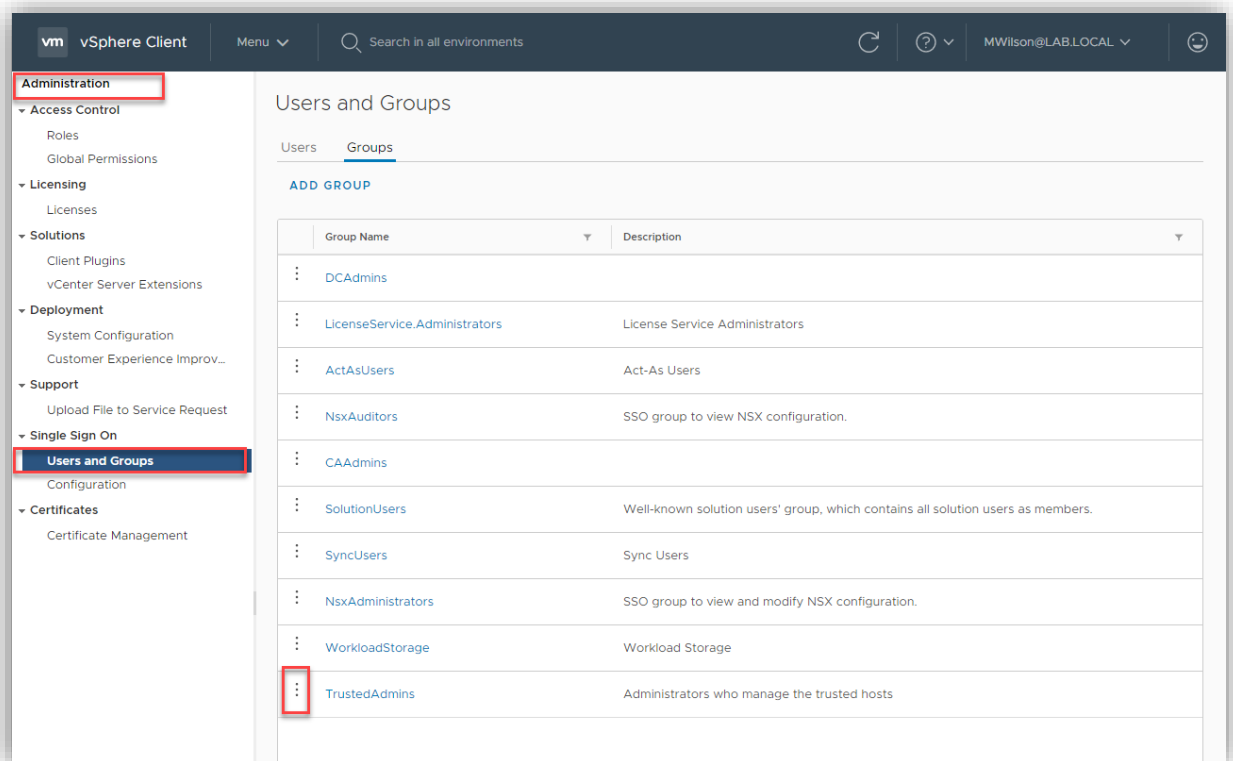 vm vSphere Client Menu Search in all environments MWilson@LAB.LOCAL
Administration
Access Control
Roles
Global Permissions
Licensing
Licenses
Solutions
Client Plugins
vCenter Server Extensions
Deployment
System Configuration
Customer Experience Improv...
Support
Upload File to Service Request
Single Sign On
Users and Groups
Configuration
Certificates
Certificate Management
Users and Groups
Users Groups
ADD GROUP
Group Name Description
DCAdmins
LicenseService.Administrators License Service Administrators
ActAsUsers Act-As Users
NsxAuditors SSO group to view NSX configuration.
CAAdmins
SolutionUsers Well-known solution users' group, which contains all solution users as members.
SyncUsers Sync Users
NsxAdministrators SSO group to view and modify NSX configuration.
WorkloadStorage Workload Storage
TrustedAdmins Administrators who manage the trusted hosts